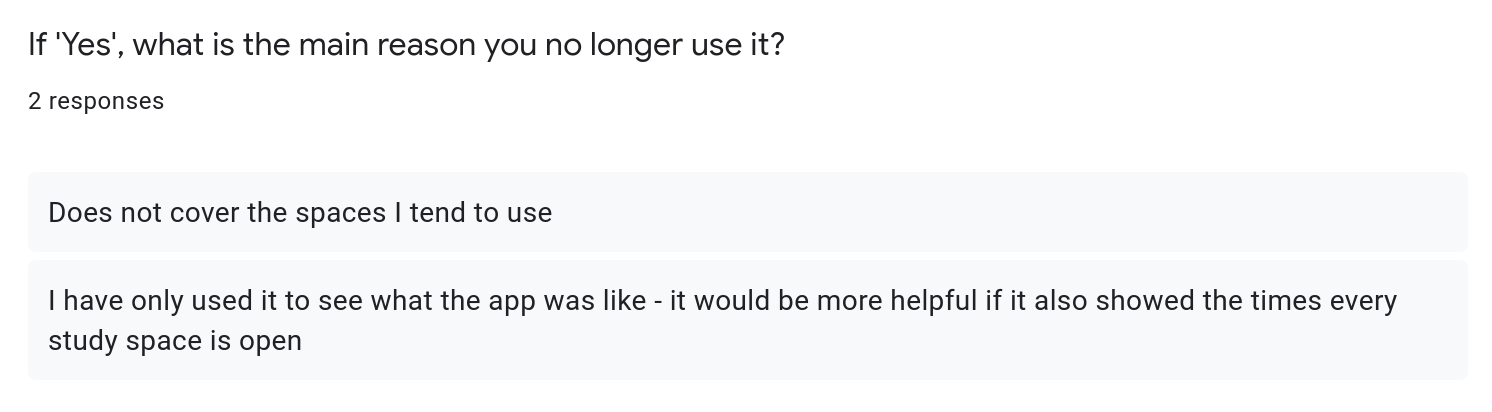 If 'Yes', what is the main reason you no longer use it?
2 responses
Does not cover the spaces I tend to use
I have only used it to see what the app was like - it would be more helpful if it also showed the times every
study space is open